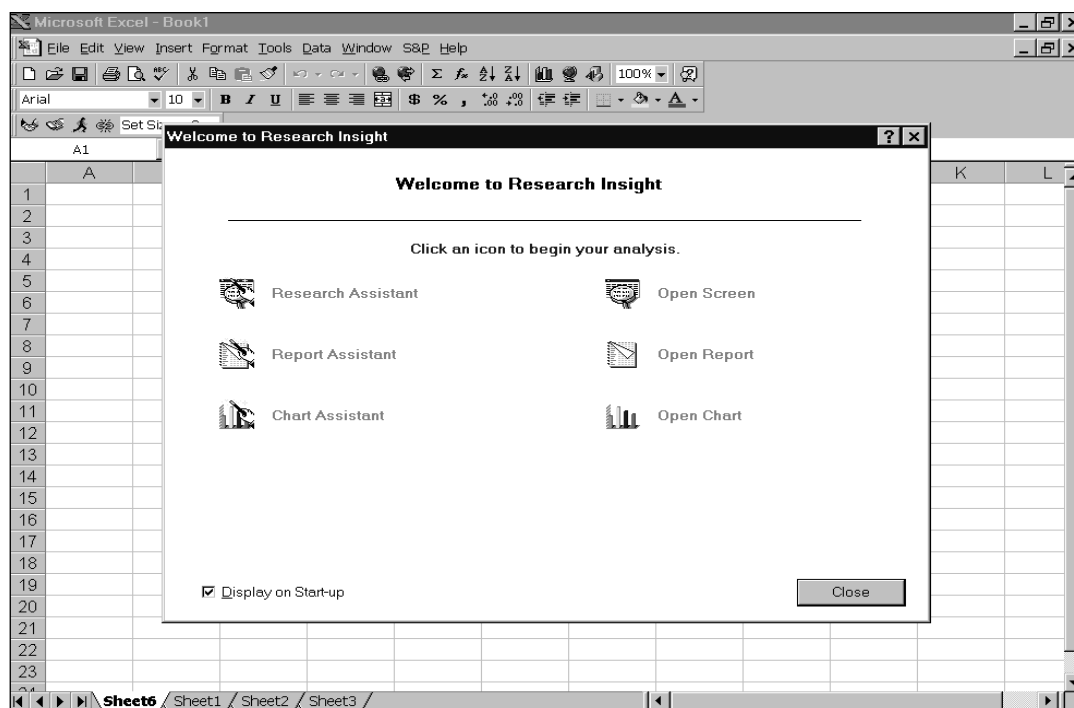 Microsoft Excel - Book1
File Edit View Insert Format Tools Data Window S&P Help
100%
Arial 10 B I U $ % ,
Set Siz
A1
Welcome to Research Insight
A K L
Welcome to Research Insight
Click an icon to begin your analysis.
Research Assistant Open Screen
Report Assistant Open Report
Chart Assistant Open Chart
Display on Start-up Close
1
2
3
4
5
6
7
8
9
10
11
12
13
14
15
16
17
18
19
20
21
22
23
Sheet6 Sheet1 Sheet2 Sheet3